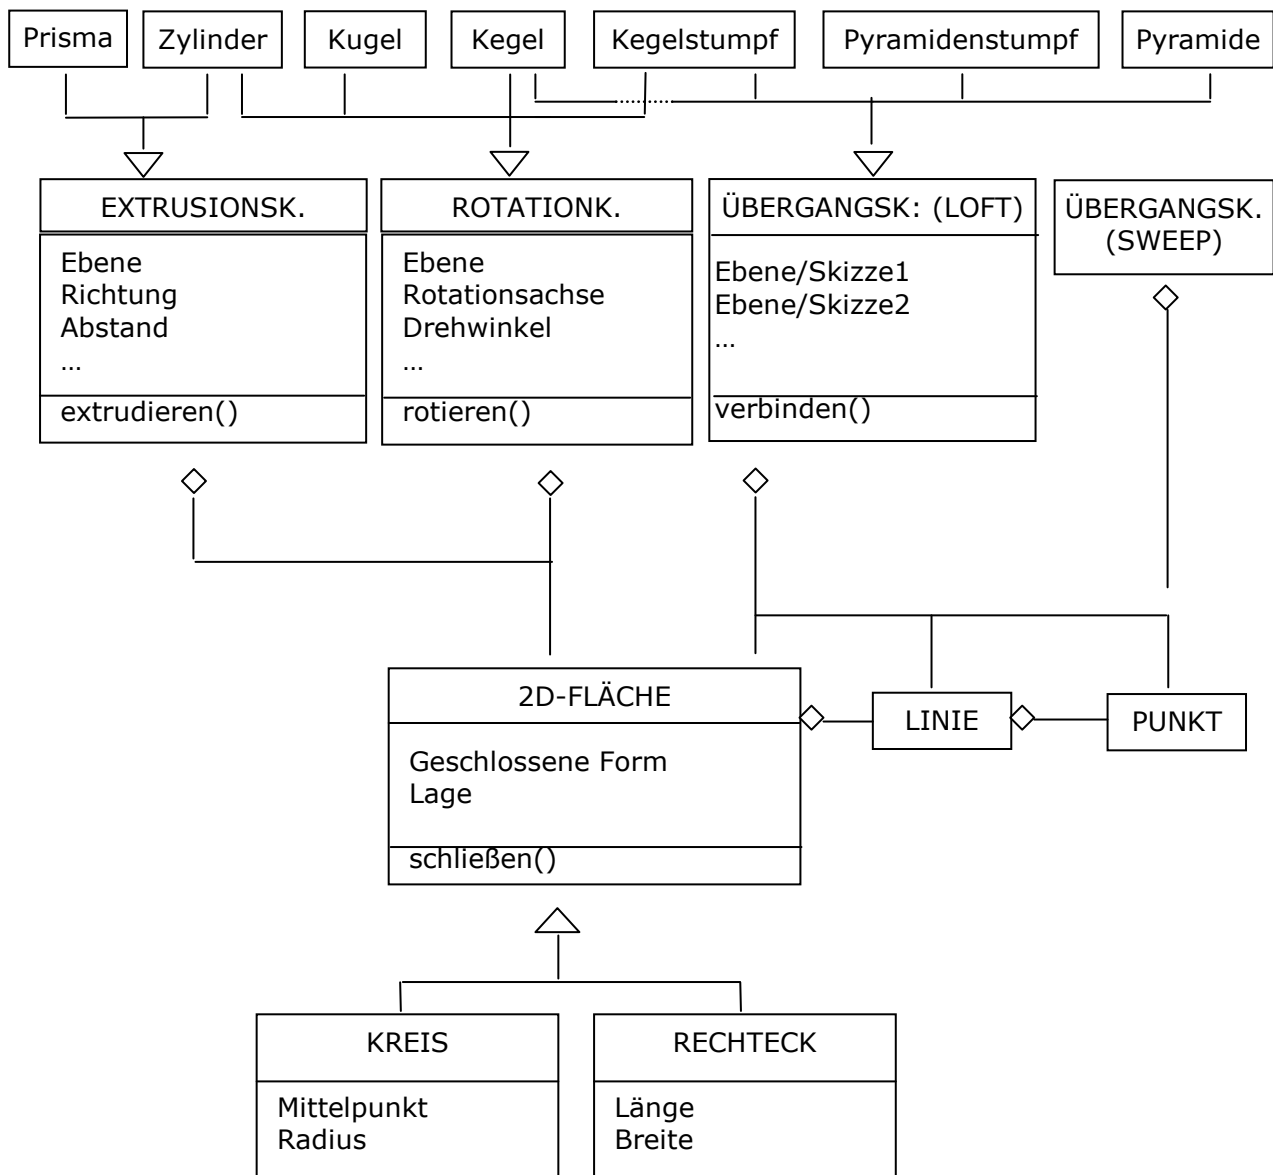 Prisma
Zylinder
Kugel
Kegel
Kegelstumpf
Pyramidenstumpf
Pyramide
EXTRUSIONSK.
Ebene
Richtung
Abstand
...
extrudieren()
ROTATIONK.
Ebene
Rotationsachse
Drehwinkel
...
rotieren()
ÜBERGANGSK: (LOFT)
Ebene/Skizze1
Ebene/Skizze2
...
verbinden()
ÜBERGANGSK.
(SWEEP)
2D-FLÄCHE
Geschlossene Form
Lage
schließen()
LINIE
PUNKT
KREIS
Mittelpunkt
Radius
RECHTECK
Länge
Breite